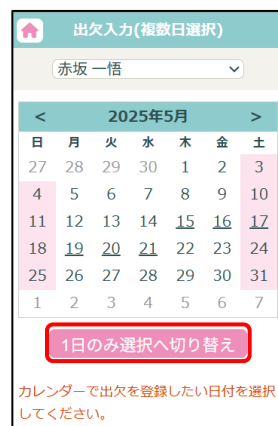 出欠入力(複数日選択)
赤坂 一悟
< 2025年5月 >
日 月 火 水 木 金 土
27 28 29 30 1 2 3
4 5 6 7 8 9 10
11 12 13 14 15 16 17
18 19 20 21 22 23 24
25 26 27 28 29 30 31
1 2 3 4 5 6 7
1日のみ選択へ切り替え
カレンダーで出欠を登録したい日付を選択
してください。